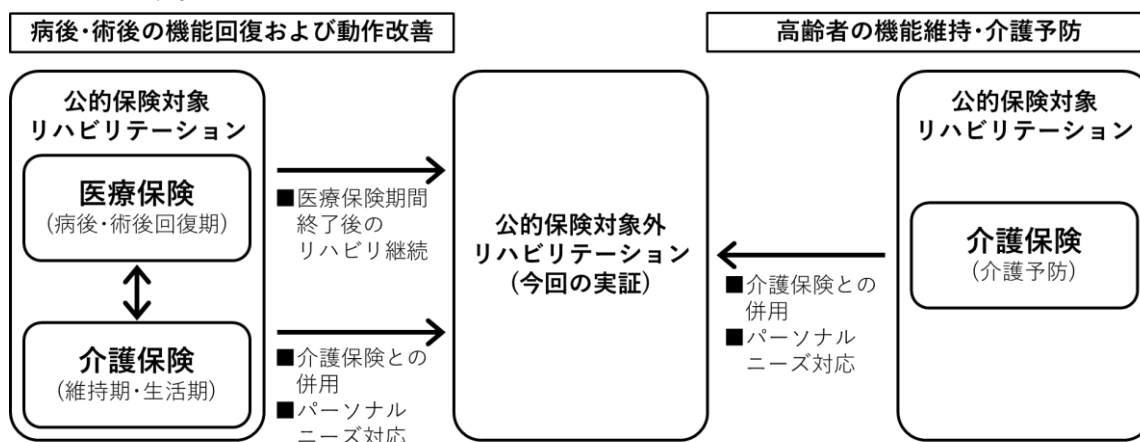 病後・術後の機能回復および動作改善
高齢者の機能維持・介護予防
公的保険対象
リハビリテーション
医療保険
(病後・術後回復期)
介護保険
(維持期・生活期)
■医療保険期間
終了後の
リハビリ継続
■介護保険との
併用
■パーソナル
ニーズ対応
公的保険対象外
リハビリテーション
(今回の実証)
■介護保険との
併用
■パーソナル
ニーズ対応
公的保険対象
リハビリテーション
介護保険
(介護予防)